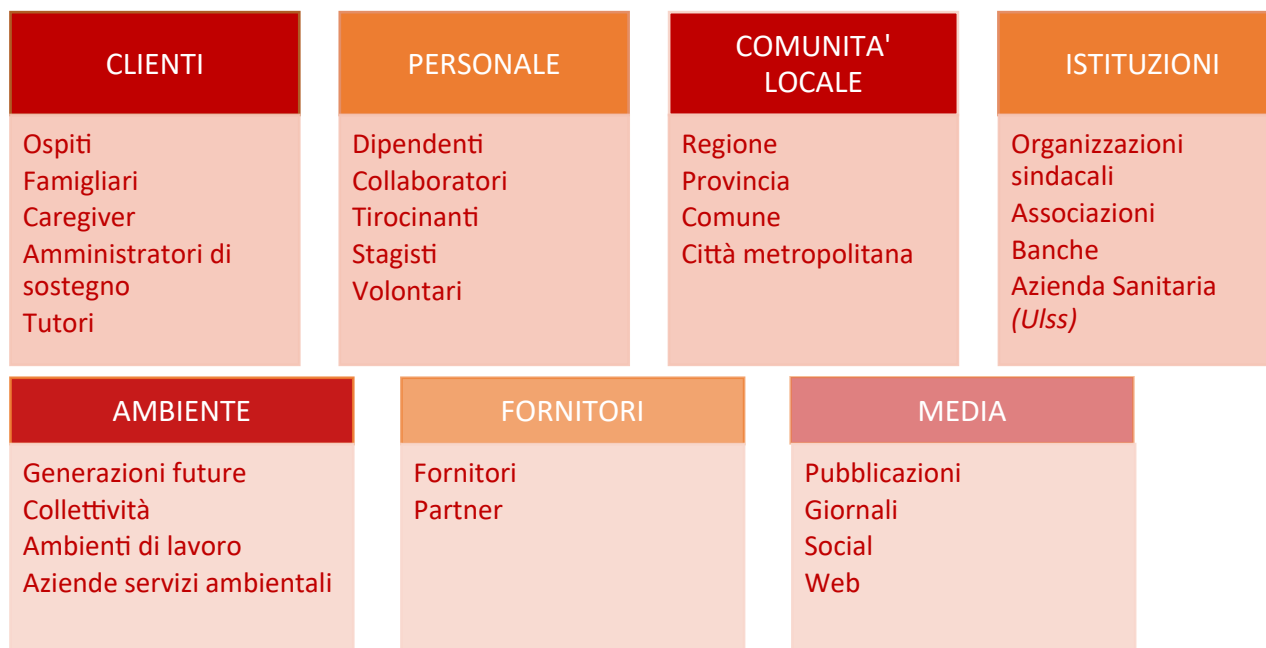 CLIENTI
Ospiti
Famigliari
Caregiver
Amministratori di
sostegno
Tutori
PERSONALE
Dipendenti
Collaboratori
Tirocinanti
Stagisti
Volontari
COMUNITA'
LOCALE
Regione
Provincia
Comune
Città metropolitana
ISTITUZIONI
Organizzazioni
sindacali
Associazioni
Banche
Azienda Sanitaria
(Ulss)
AMBIENTE
Generazioni future
Collettività
Ambienti di lavoro
Aziende servizi ambientali
FORNITORI
Fornitori
Partner
MEDIA
Pubblicazioni
Giornali
Social
Web